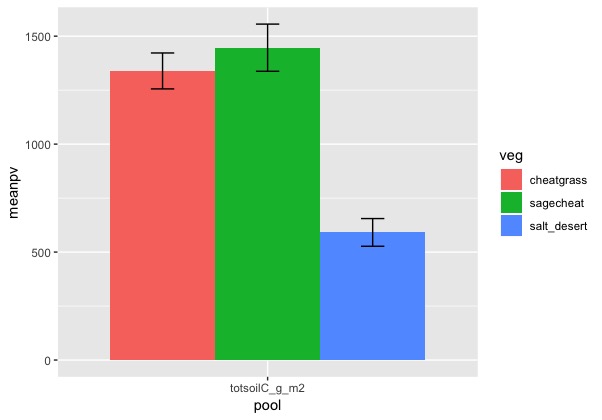 1500
1000
500
0
meanpv
totsoilC_g_m2
pool
veg
cheatgrass
sagecheat
salt_desert